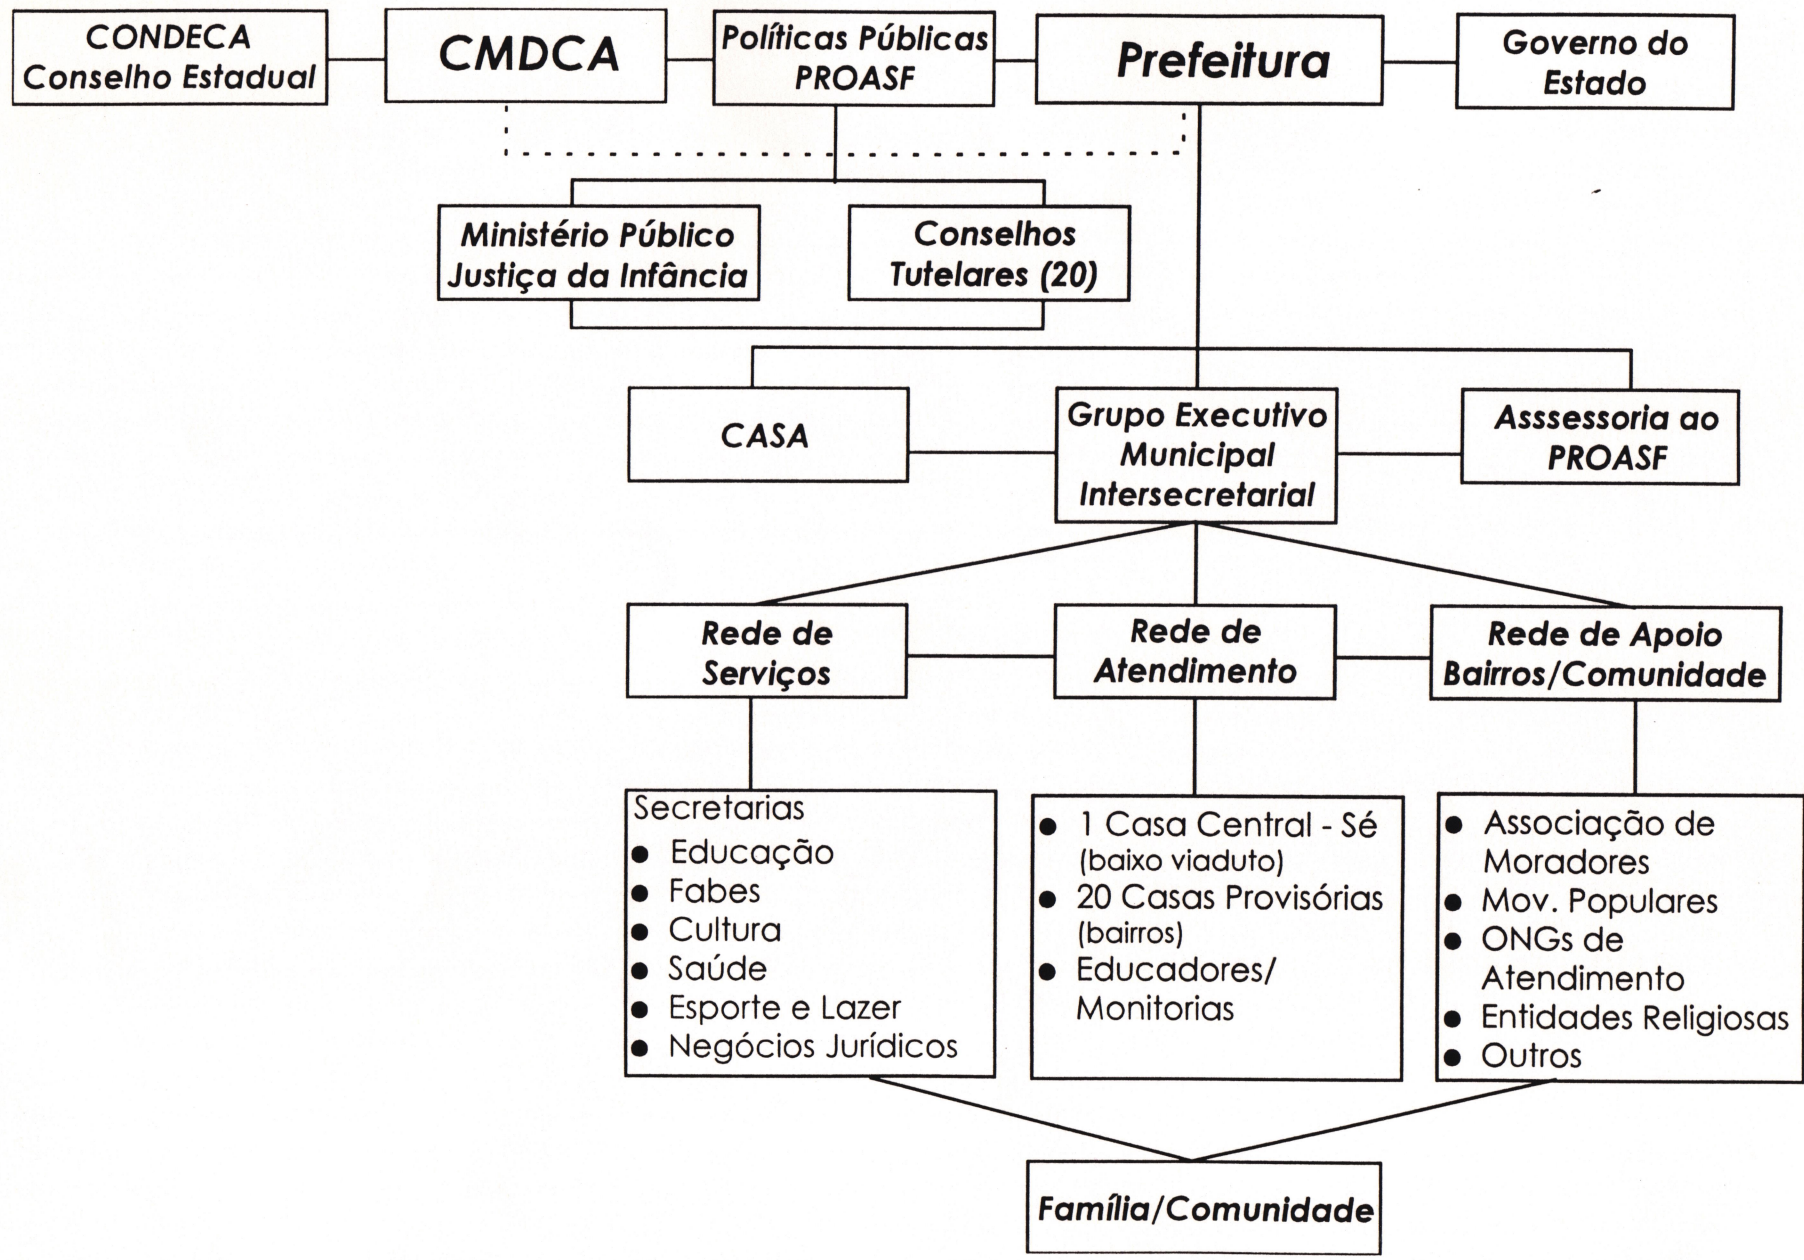 CONDECA
Conselho Estadual
CMDCA
Políticas Públicas
PROASF
Prefeitura
Governo do
Estado
Ministério Público
Justiça da Infância
Conselhos
Tutelares (20)
CASA
Grupo Executivo
Municipal
Intersecretarial
Asssessoria ao
PROASF
Rede de
Serviços
Rede de
Atendimento
Rede de Apoio
Bairros/Comunidade
Secretarias
● Educação
● Fabes
● Cultura
● Saúde
● Esporte e Lazer
● Negócios Jurídicos
● 1 Casa Central - Sé
(baixo viaduto)
● 20 Casas Provisórias
(bairros)
● Educadores/
Monitorias
● Associação de
Moradores
● Mov. Populares
● ONGs de
Atendimento
● Entidades Religiosas
● Outros
Família/Comunidade